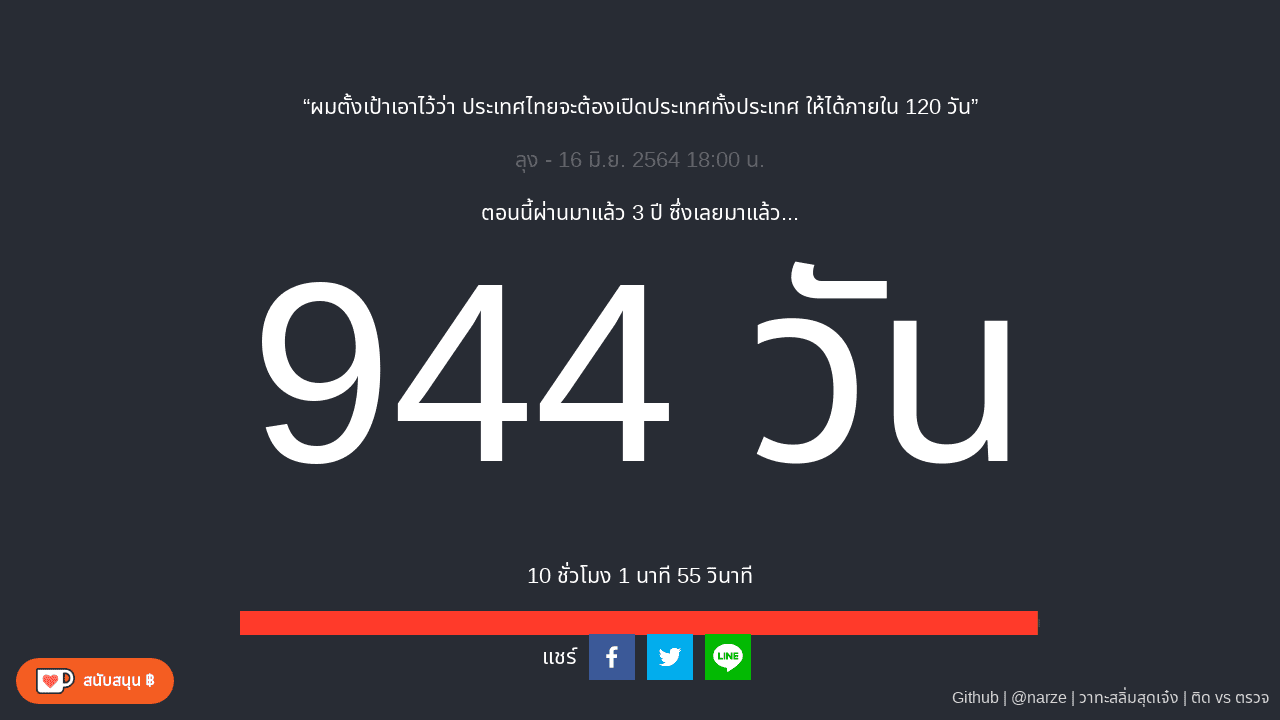 “ผมตั้งเป้าเอาไว้ว่า ประเทศไทยจะต้องเปิดประเทศทั้งประเทศ ให้ได้ภายใน 120 วัน”
ลุง - 16 มิ.ย. 2564 18:00 น.
ตอนนี้ผ่านมาแล้ว 3 ปี ซึ่งเลยมาแล้ว...
944 วัน
10 ชั่วโมง 1 นาที 55 วินาที
แชร์
LINE
สนับสนุน ฿
Github | @narze | วาทะสลิ่มสุดเจ๋ง | ติด vs ตรวจ